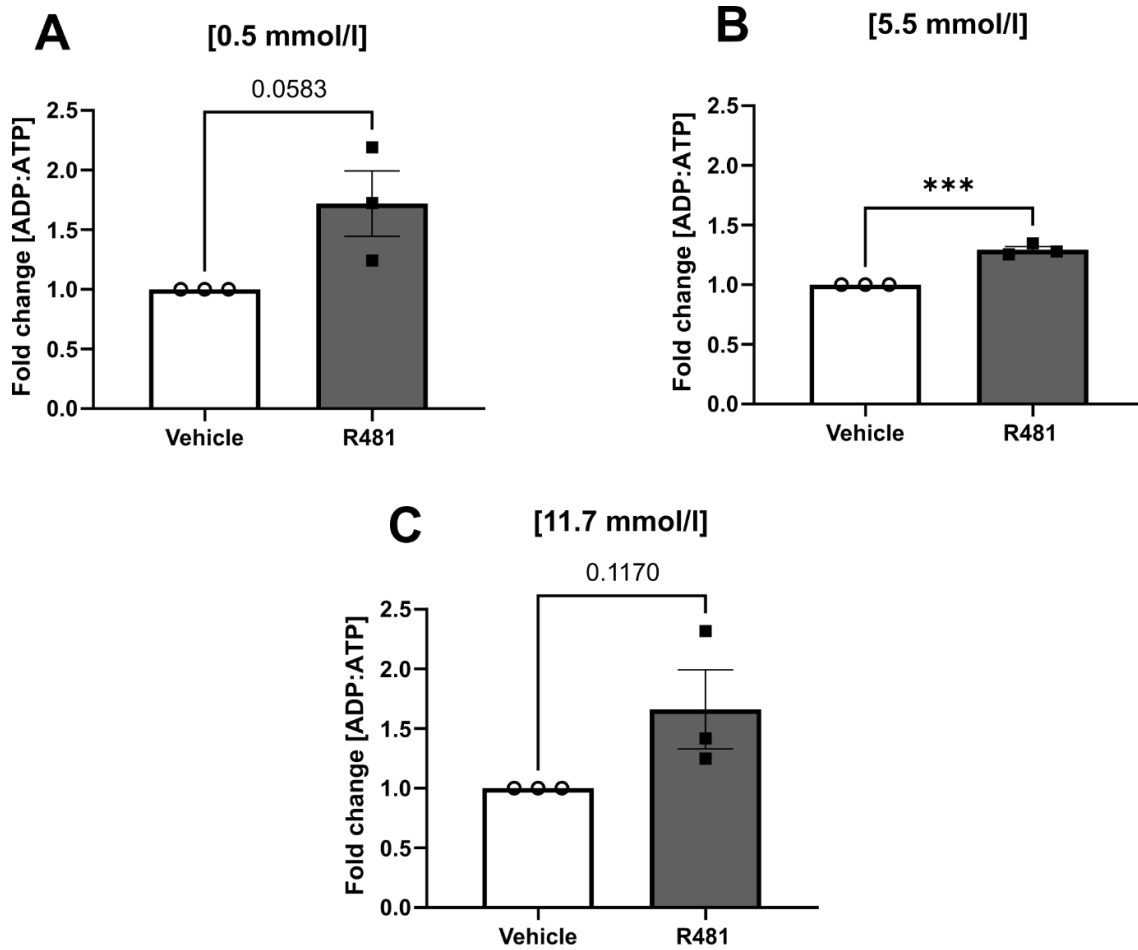 A
[0.5 mmol/l]
0.0583
Fold change [ADP:ATP]
2.5
2.0
1.5
1.0
0.5
0.0
Vehicle R481
B
[5.5 mmol/l]
***
Fold change [ADP:ATP]
2.5
2.0
1.5
1.0
0.5
0.0
Vehicle R481
C
[11.7 mmol/l]
0.1170
Fold change [ADP:ATP]
2.5
2.0
1.5
1.0
0.5
0.0
Vehicle R481